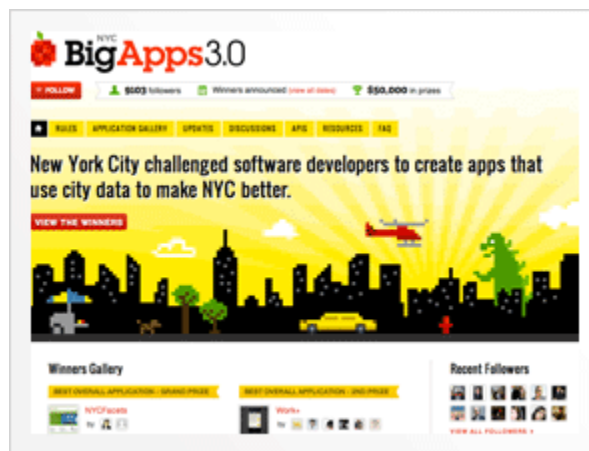 NYC
BigApps3.0
FOLLOW 9103 followers Winners announced (view all dates) $50,000 in prizes
RULES APPLICATION GALLERY UPDATES DISCUSSIONS APIS RESOURCES FAQ
New York City challenged software developers to create apps that
use city data to make NYC better.
VIEW THE WINNERS
Winners Gallery
Recent Followers
BEST OVERALL APPLICATION - GRAND PRIZE
BEST OVERALL APPLICATION - 2ND PRIZE
NYCFacets
by
Work+
by
VIEW ALL FOLLOWERS